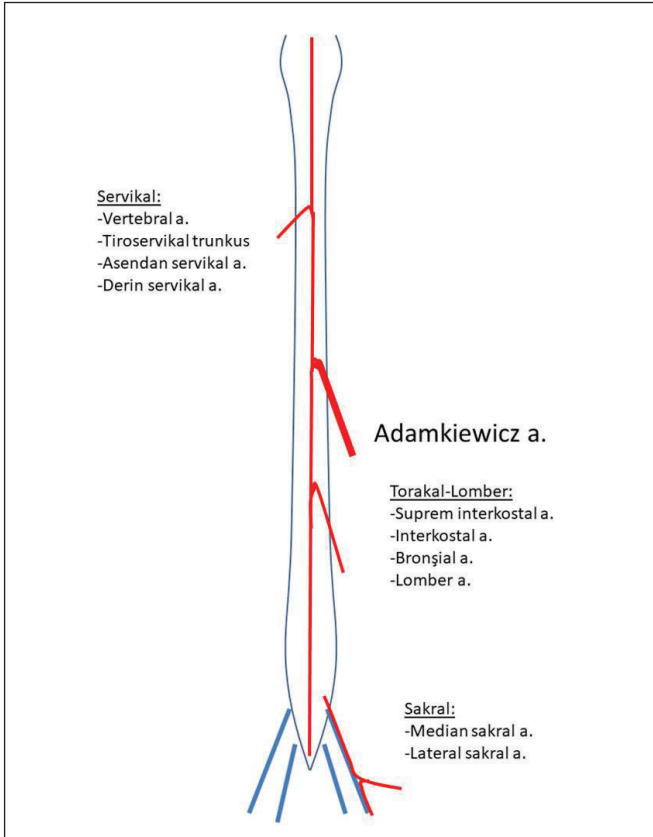 Servikal:
-Vertebral a.
-Tiroservikal trunkus
-Asendan servikal a.
-Derin servikal a.
Adamkiewicz a.
Torakal-Lomber:
-Suprem interkostal a.
-Interkostal a.
-Bronşial a.
-Lomber a.
Sakral:
-Median sakral a.
-Lateral sakral a.